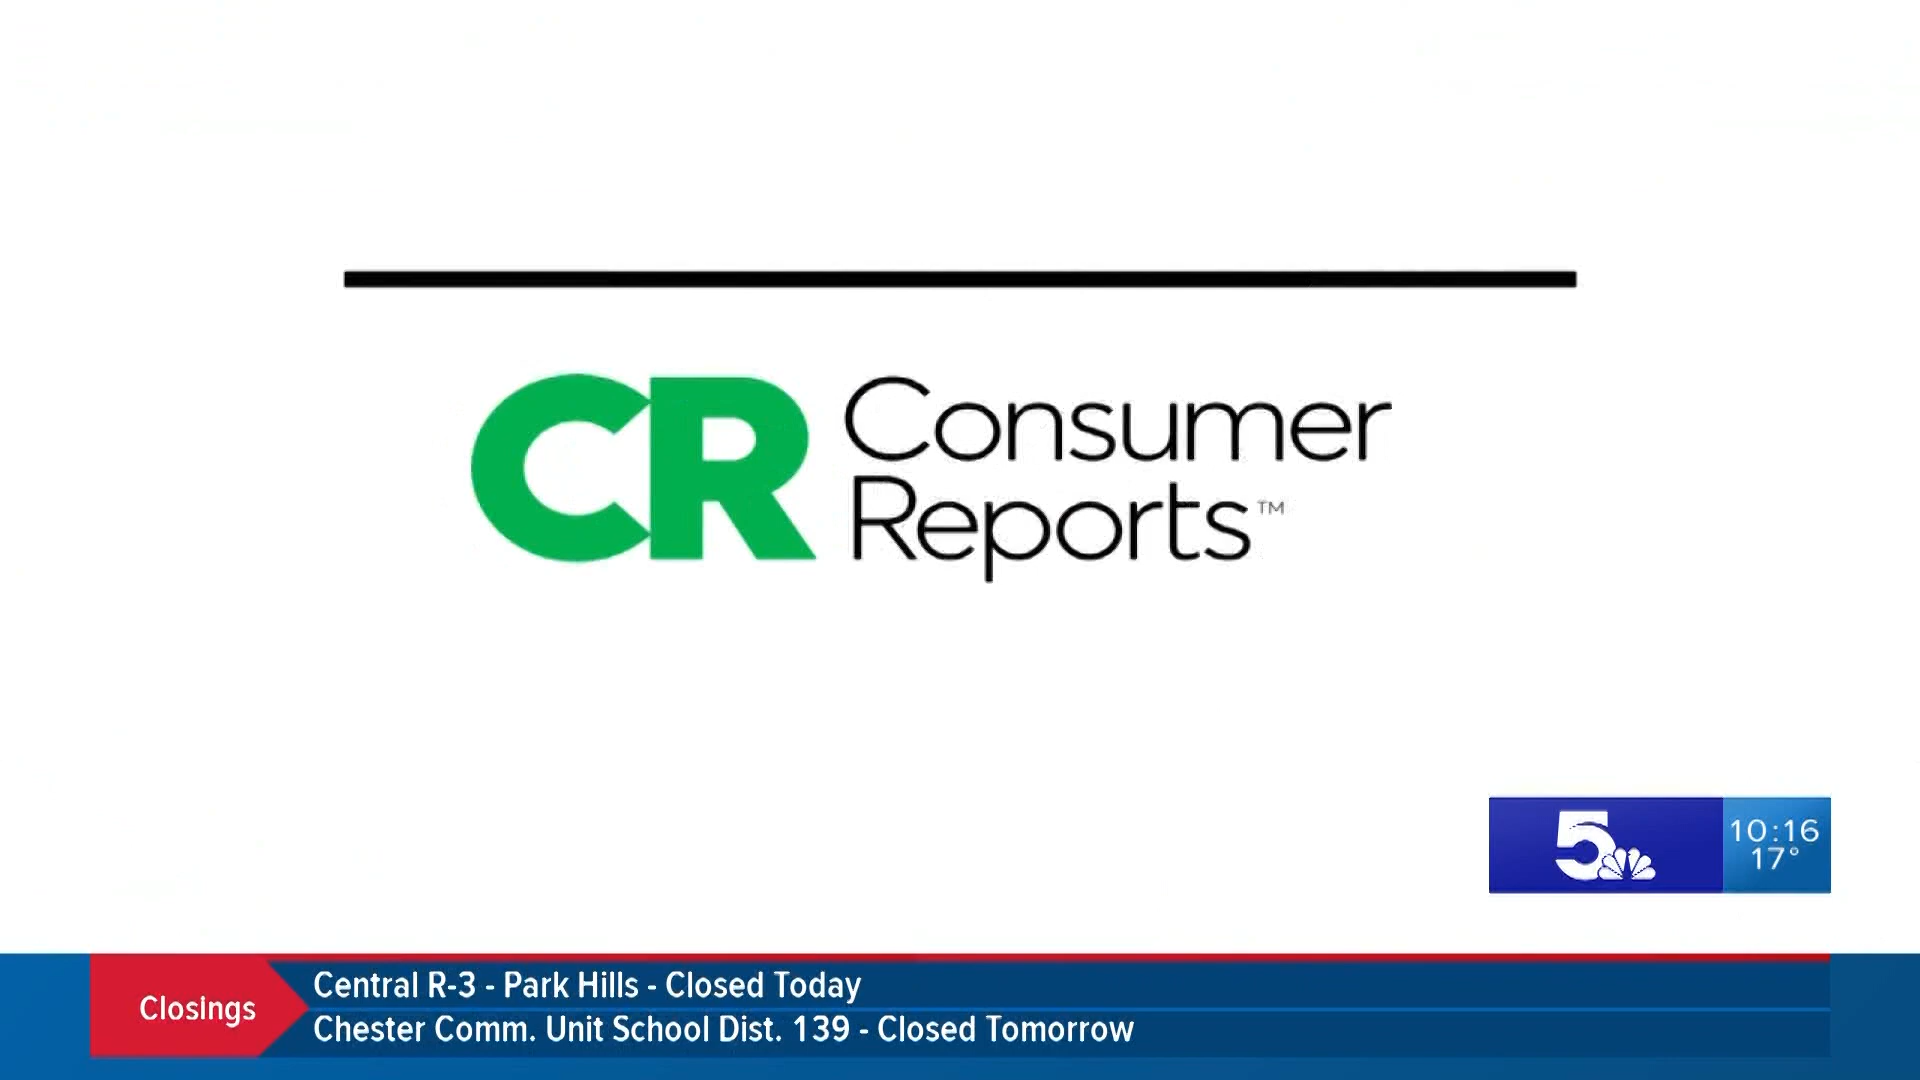 CR Consumer
Reports™
5
10:16
17°
Closings
Central R-3 - Park Hills - Closed Today
Chester Comm. Unit School Dist. 139 - Closed Tomorrow